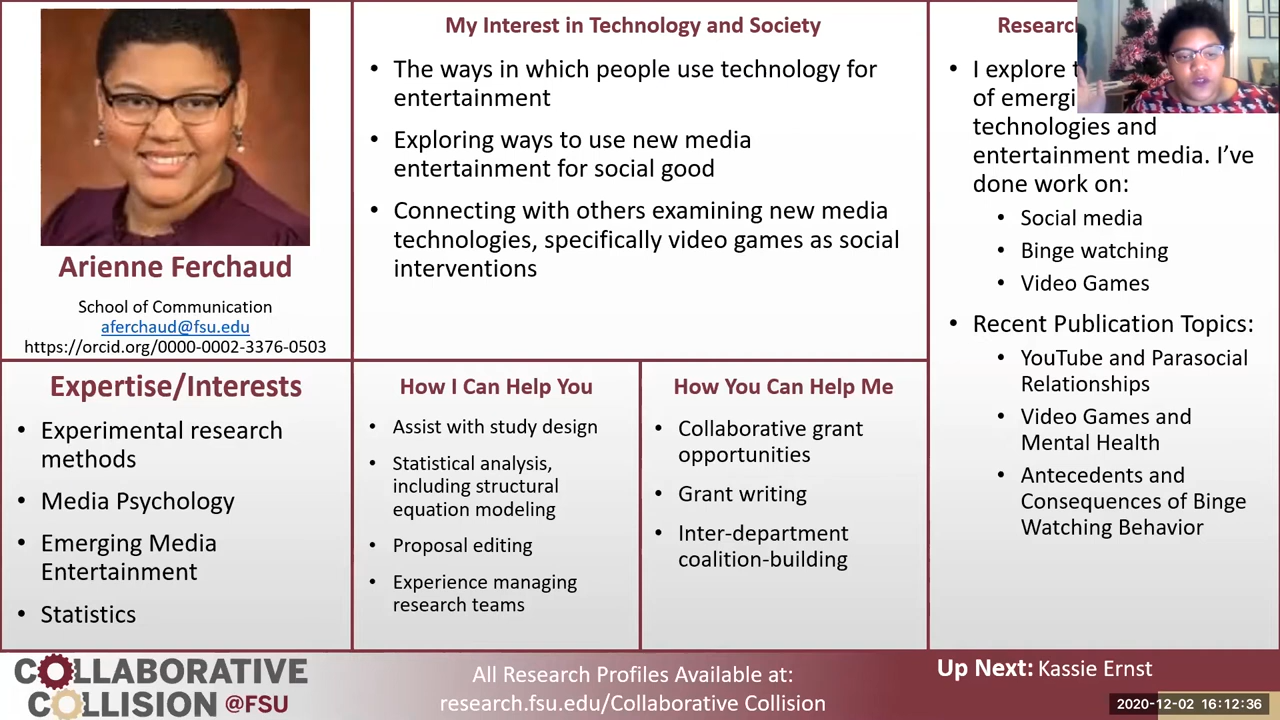 Arienne Ferchaud
School of Communication
aferchaud@fsu.edu
https://orcid.org/0000-0002-3376-0503
My Interest in Technology and Society
• The ways in which people use technology for
entertainment
• Exploring ways to use new media
entertainment for social good
• Connecting with others examining new media
technologies, specifically video games as social
interventions
Research
• I explore
of
technologies and
entertainment media. I’ve
done work on:
• Social media
• Binge watching
• Video Games
• Recent Publication Topics:
• YouTube and Parasocial
Relationships
• Video Games and
Mental Health
• Antecedents and
Consequences of Binge
Watching Behavior
Expertise/Interests
• Experimental research
methods
• Media Psychology
• Emerging Media
Entertainment
• Statistics
How I Can Help You
• Assist with study design
• Statistical analysis,
including structural
equation modeling
• Proposal editing
• Experience managing
research teams
How You Can Help Me
• Collaborative grant
opportunities
• Grant writing
• Inter-department
coalition-building
COLLABORATIVE
COLLISION @FSU
All Research Profiles Available at:
research.fsu.edu/Collaborative Collision
Up Next: Kassie Ernst
2020-12-02 16:12:36